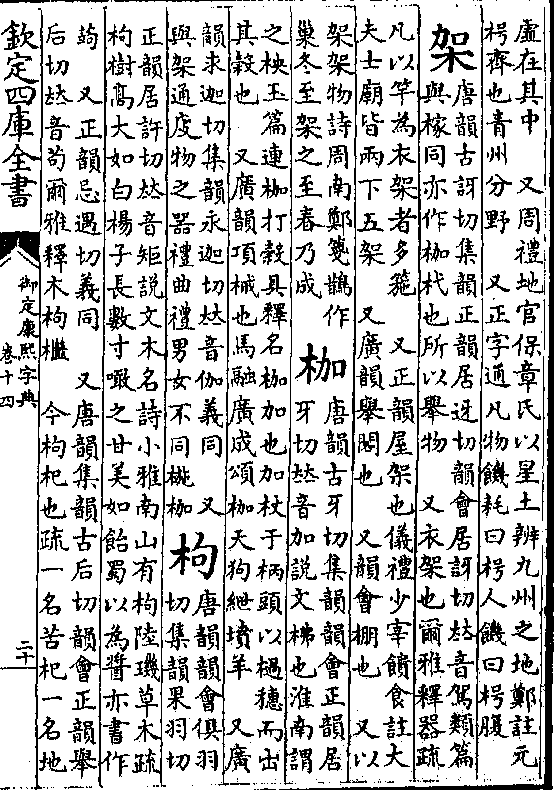 虛在其中　又周禮地官保章氏以星土辨九州之地鄭註元
枵齊也青州分野　又正字通凡物饑耗曰枵人饑曰枵腹
架　唐韻古訝切集韻正韻居迓切韻會居訝切𠀤音駕類篇
與稼同亦作枷杙也所以舉物　又衣架也爾雅釋器疏
凡以竿為衣架者多箷　又正韻屋架也儀禮少宰饋食註大
夫士廟皆兩下五架　又廣韻舉閣也　又韻會棚也　又以
架架物詩周南鄭箋鵲作
巢冬至架之至春乃成
枷　唐韻古牙切集韻韻會正韻居
牙切𠀤音加說文柫也淮南謂
之柍玉篇連枷打穀具釋名枷加也加杖于柄頭以檛穗而出
其穀也　又廣韻項械也馬融廣成頌枷天狗紲墳羊　又廣
韻求迦切集韻永迦切𠀤音伽義同　又
與架通庋物之器禮曲禮男女不同椸枷
枸　唐韻韻會俱羽
切集韻果羽切
正韻居許切𠀤音矩說文木名詩小雅南山有枸陸璣草木疏
枸樹高大如白楊子長數寸噉之甘美如飴蜀以為醬亦書作
蒟　又正韻忌遇切義同　又唐韻集韻古后切韻會正韻舉
后切𠀤音苟爾雅釋木枸檵　今枸杞也疏一名苦杞一名地
欽定四庫全書
御定康熙字典
卷十四
二十